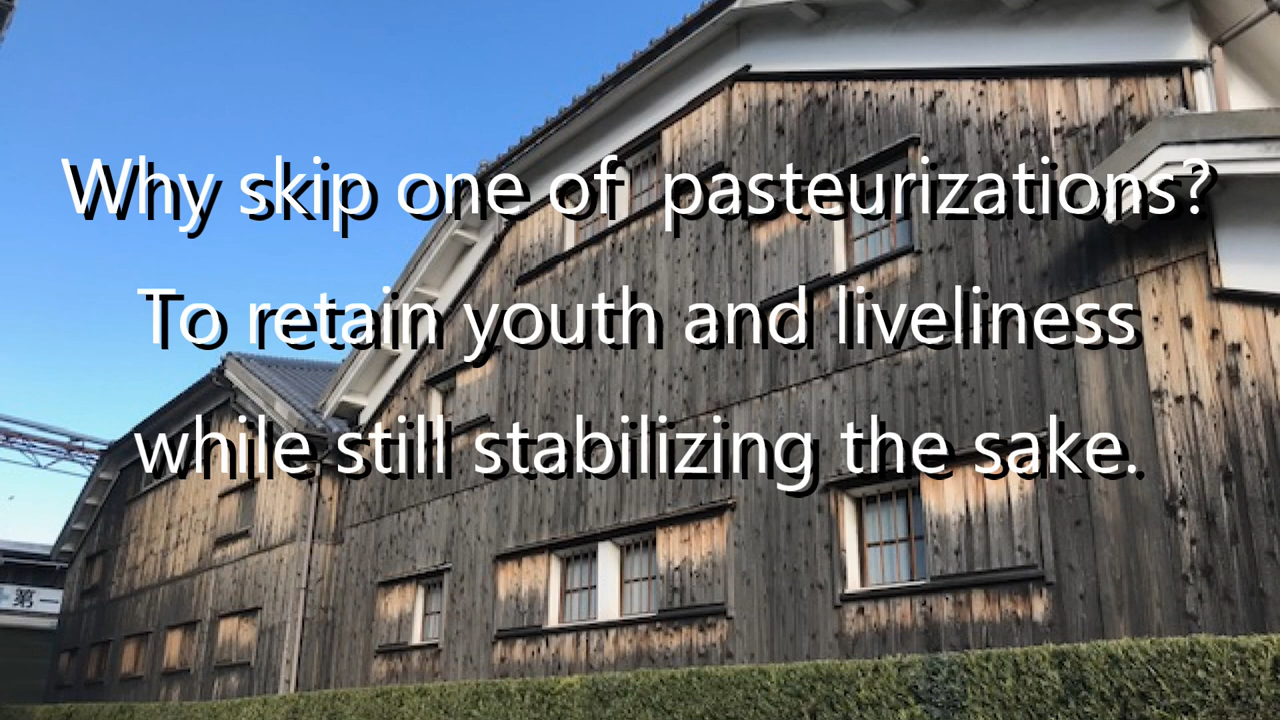 Why skip one of  pasteurizations?
To retain youth and liveliness
while still stabilizing the sake.
第一